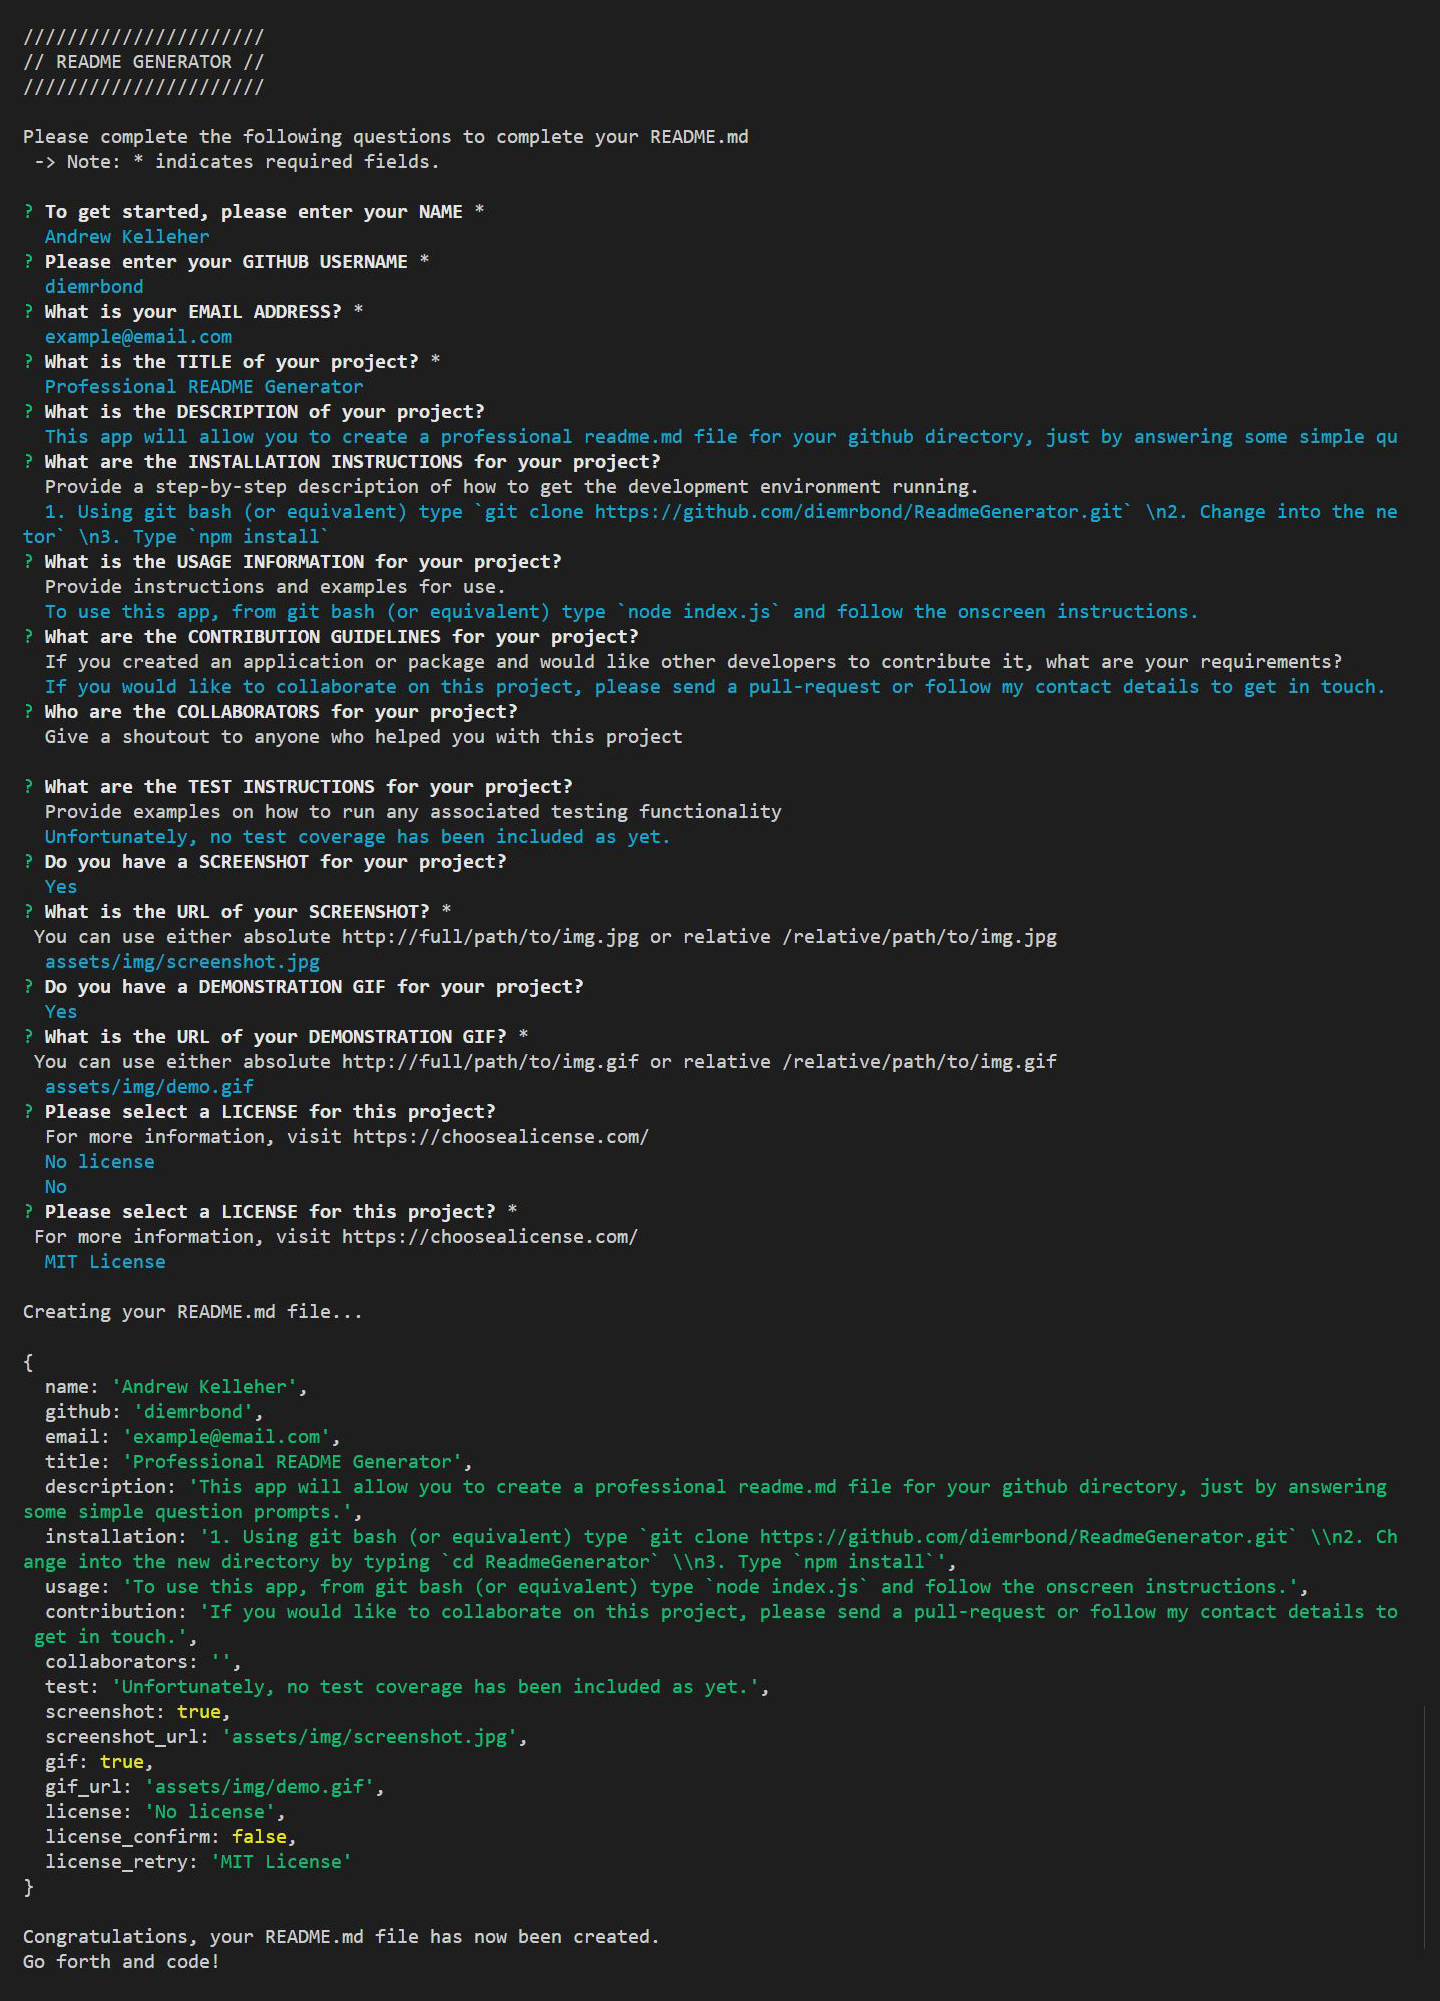 //////////////////////
// README GENERATOR //
//////////////////////
Please complete the following questions to complete your README.md
-> Note: * indicates required fields.
? To get started, please enter your NAME *
Andrew Kelleher
? Please enter your GITHUB USERNAME *
diemrbond
? What is your EMAIL ADDRESS? *
example@email.com
? What is the TITLE of your project? *
Professional README Generator
? What is the DESCRIPTION of your project?
This app will allow you to create a professional readme.md file for your github directory, just by answering some simple qu
? What are the INSTALLATION INSTRUCTIONS for your project?
Provide a step-by-step description of how to get the development environment running.
1. Using git bash (or equivalent) type `git clone https://github.com/diemrbond/ReadmeGenerator.git` \n2. Change into the ne
tor` \n3. Type `npm install`
? What is the USAGE INFORMATION for your project?
Provide instructions and examples for use.
To use this app, from git bash (or equivalent) type `node index.js` and follow the onscreen instructions.
? What are the CONTRIBUTION GUIDELINES for your project?
If you created an application or package and would like other developers to contribute it, what are your requirements?
If you would like to collaborate on this project, please send a pull-request or follow my contact details to get in touch.
? Who are the COLLABORATORS for your project?
Give a shoutout to anyone who helped you with this project
? What are the TEST INSTRUCTIONS for your project?
Provide examples on how to run any associated testing functionality
Unfortunately, no test coverage has been included as yet.
? Do you have a SCREENSHOT for your project?
Yes
? What is the URL of your SCREENSHOT? *
You can use either absolute http://full/path/to/img.jpg or relative /relative/path/to/img.jpg
assets/img/screenshot.jpg
? Do you have a DEMONSTRATION GIF for your project?
Yes
? What is the URL of your DEMONSTRATION GIF? *
You can use either absolute http://full/path/to/img.gif or relative /relative/path/to/img.gif
assets/img/demo.gif
? Please select a LICENSE for this project?
For more information, visit https://choosealicense.com/
No license
No
? Please select a LICENSE for this project? *
For more information, visit https://choosealicense.com/
MIT License
Creating your README.md file...
{
name: 'Andrew Kelleher',
github: 'diemrbond',
email: 'example@email.com',
title: 'Professional README Generator',
description: 'This app will allow you to create a professional readme.md file for your github directory, just by answering
some simple question prompts.',
installation: '1. Using git bash (or equivalent) type `git clone https://github.com/diemrbond/ReadmeGenerator.git` \\n2. Ch
ange into the new directory by typing `cd ReadmeGenerator` \\n3. Type `npm install`',
usage: 'To use this app, from git bash (or equivalent) type `node index.js` and follow the onscreen instructions.',
contribution: 'If you would like to collaborate on this project, please send a pull-request or follow my contact details to
get in touch.',
collaborators: '',
test: 'Unfortunately, no test coverage has been included as yet.',
screenshot: true,
screenshot_url: 'assets/img/screenshot.jpg',
gif: true,
gif_url: 'assets/img/demo.gif',
license: 'No license',
license_confirm: false,
license_retry: 'MIT License'
}
Congratulations, your README.md file has now been created.
Go forth and code!